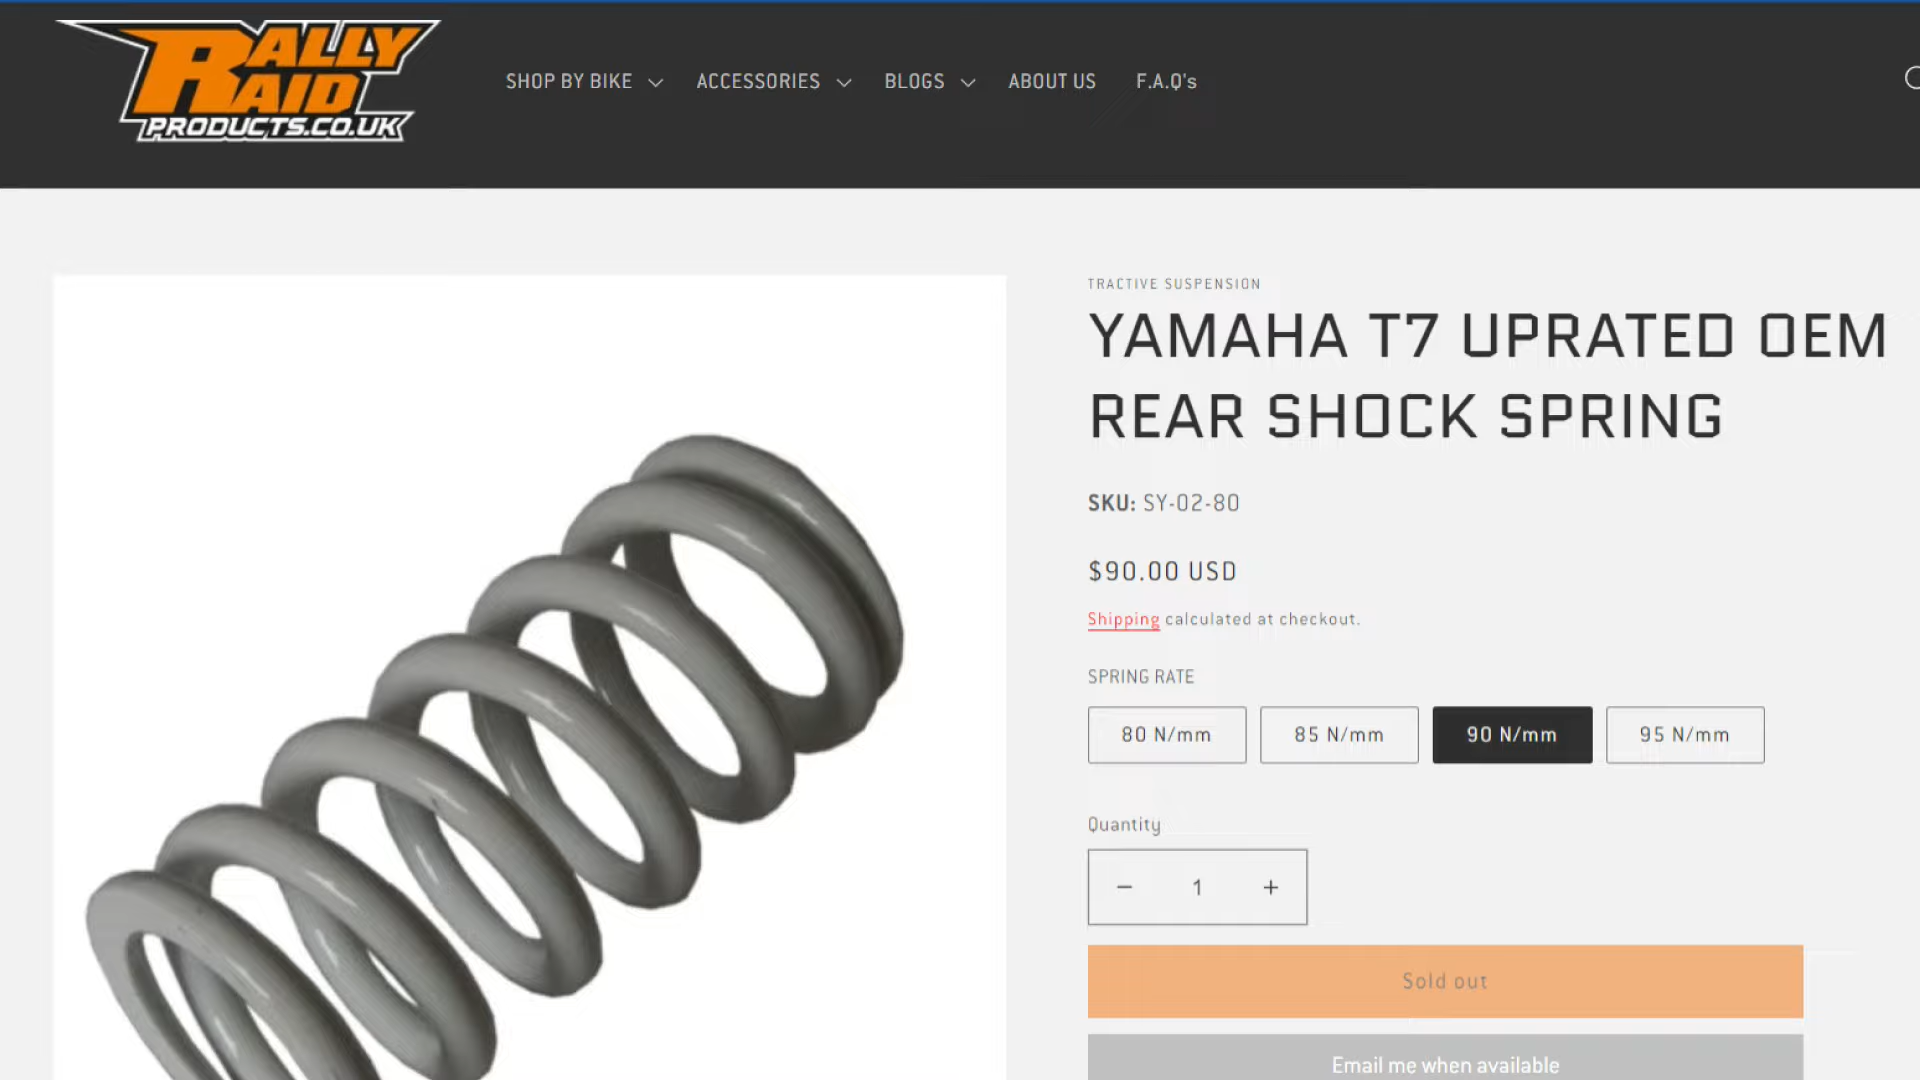 RALLY
RAID
PRODUCTS.CO.UK
SHOP BY BIKE
ACCESSORIES
BLOGS
ABOUT US
F.A.Q's
TRACTIVE SUSPENSION
YAMAHA T7 UPRATED OEM
REAR SHOCK SPRING
SKU: SY-02-80
$90.00 USD
Shipping calculated at checkout.
SPRING RATE
80 N/mm
85 N/mm
90 N/mm
95 N/mm
Quantity
− 1 +
Sold out
Email me when available